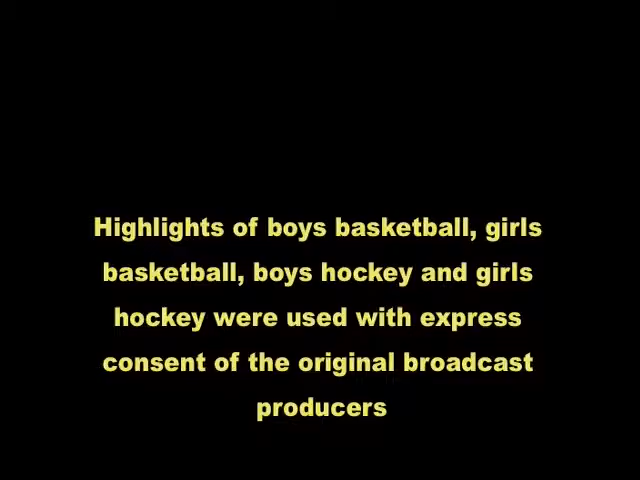 Highlights of boys basketball, girls
basketball, boys hockey and girls
hockey were used with express
consent of the original broadcast
producers